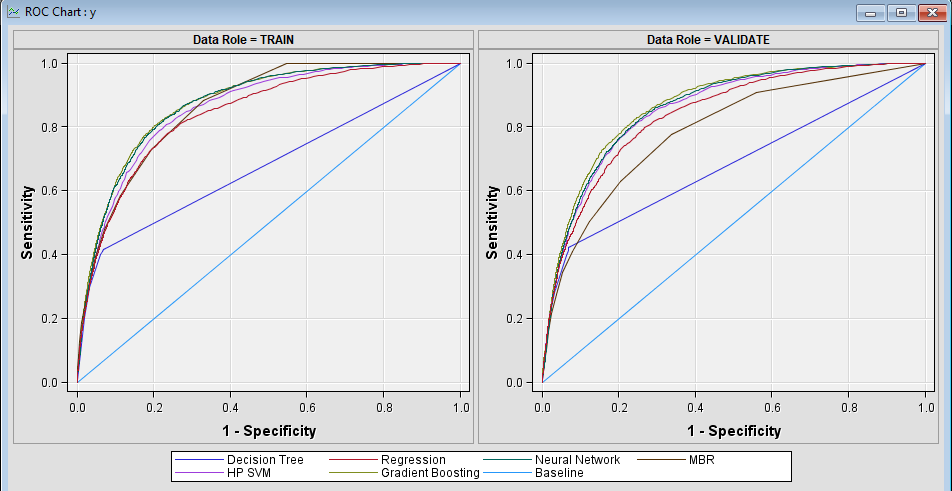 ROC Chart : y
Data Role = TRAIN
Data Role = VALIDATE
Sensitivity
1.0
0.8
0.6
0.4
0.2
0.0
0.0 0.2 0.4 0.6 0.8 1.0
1 - Specificity
Sensitivity
1.0
0.8
0.6
0.4
0.2
0.0
0.0 0.2 0.4 0.6 0.8 1.0
1 - Specificity
Decision Tree Regression Neural Network MBR
HP SVM Gradient Boosting Baseline